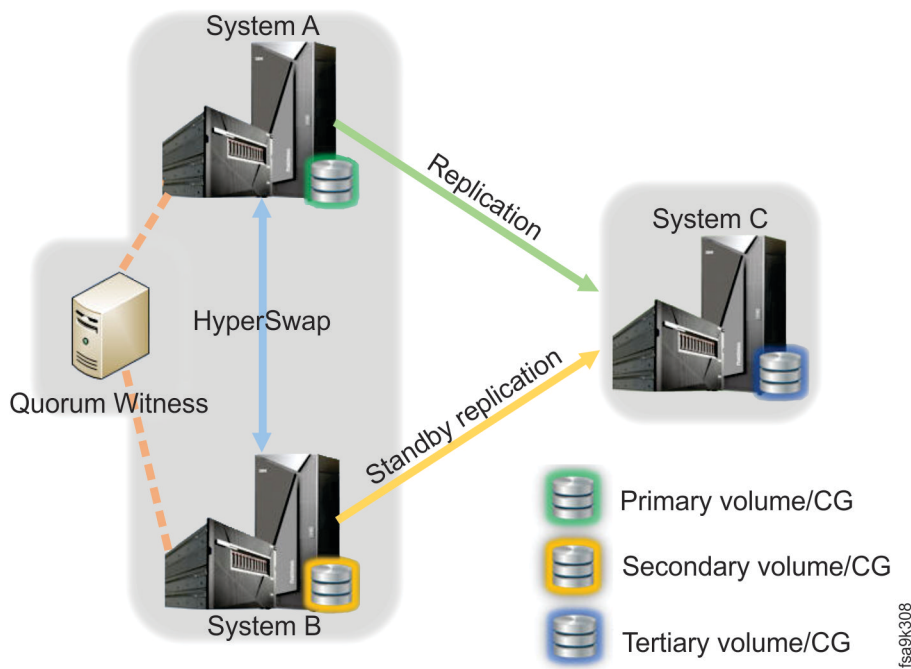 System A
Replication
System C
HyperSwap
Quorum Witness
Standby replication
System B
Primary volume/CG
Secondary volume/CG
Tertiary volume/CG
fsa9k308